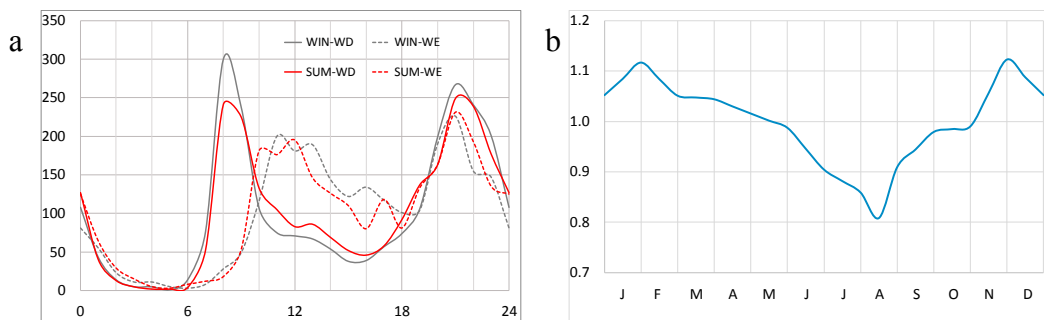 a
350
300
250
200
150
100
50
0
WIN-WD WIN-WE
SUM-WD SUM-WE
0 6 12 18 24
b
1.2
1.1
1.0
0.9
0.8
0.7
J F M A M J J A S O N D